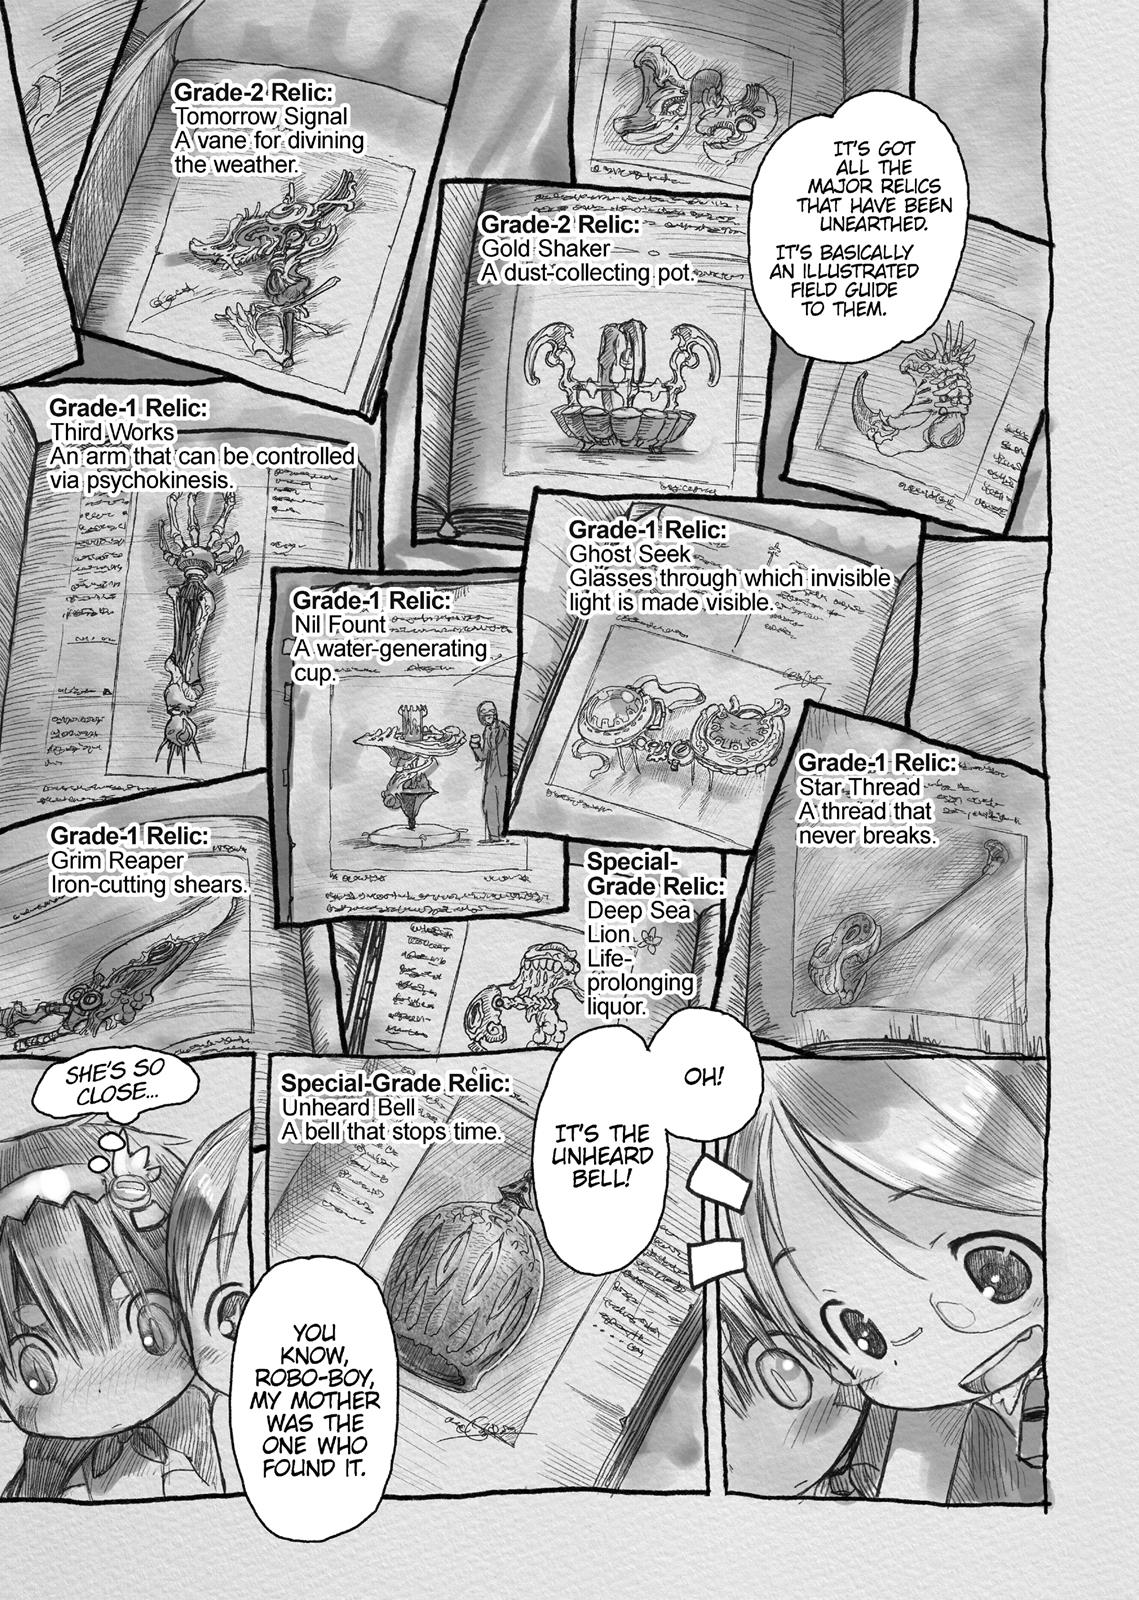 IT'S GOT
ALL THE
MAJOR RELICS
THAT HAVE BEEN
UNEARTHED.
IT'S BASICALLY
AN ILLUSTRATED
FIELD GUIDE
TO THEM.
Grade-2 Relic:
Gold Shaker
A dust-collecting pot.
Grade-2 Relic:
Tomorrow Signal
A vane for divining
the weather.
Grade-1 Relic:
Ghost Seek
Glasses through which invisible
light is made visible.
Grade-1 Relic:
Third Works
An arm that can be controlled
via psychokinesis.
Grade-1 Relic:
Star Thread
A thread that
never breaks.
Grade-1 Relic:
Nil Fount
A water-generating
cup.
Special-
Grade Relic:
Deep Sea
Lion
Life-
prolonging
liquor.
Grade-1 Relic:
Grim Reaper
Iron-cutting shears.
OH!
IT'S THE
UNHEARD
BELL!
Special-Grade Relic:
Unheard Bell
A bell that stops time.
YOU
KNOW,
ROBO-BOY,
MY MOTHER
WAS THE
ONE WHO
FOUND IT.
SHE'S SO
CLOSE...